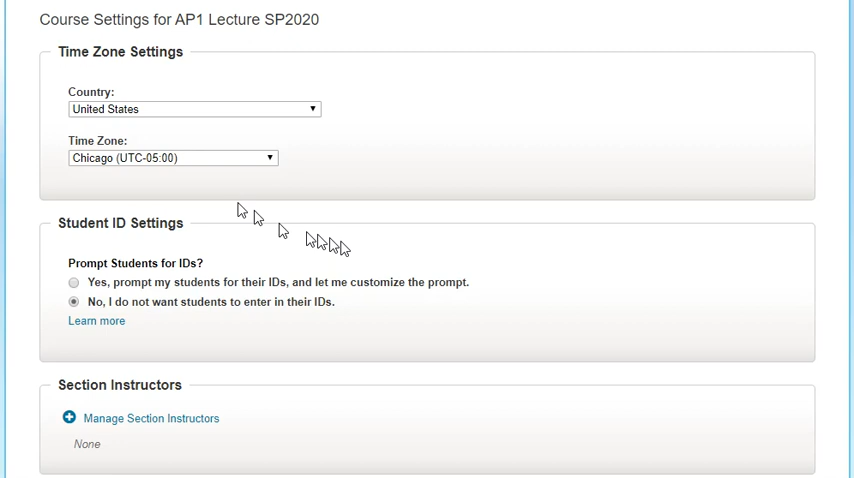 Course Settings for AP1 Lecture SP2020
Time Zone Settings
Country:
United States
Time Zone:
Chicago (UTC-05:00)
Student ID Settings
Prompt Students for IDs?
Yes, prompt my students for their IDs, and let me customize the prompt.
No, I do not want students to enter in their IDs.
Learn more
Section Instructors
Manage Section Instructors
None